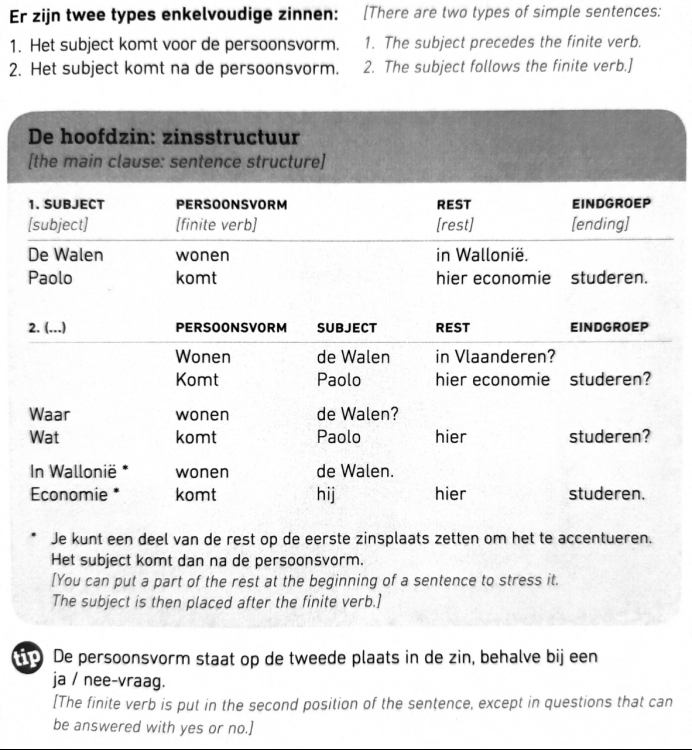 Er zijn twee types enkelvoudige zinnen: [There are two types of simple sentences:
1. Het subject komt voor de persoonsvorm. 1. The subject precedes the finite verb.
2. Het subject komt na de persoonsvorm. 2. The subject follows the finite verb.]
De hoofdzin: zinsstructuur
[the main clause: sentence structure]
1. SUBJECT PERSOONSVORM REST EINDGROEP
[subject] [finite verb] [rest] [ending]
De Walen wonen in Wallonië.
Paolo komt hier economie studeren.
2. (...) PERSOONSVORM SUBJECT REST EINDGROEP
Wonen de Walen in Vlaanderen?
Komt Paolo hier economie studeren?
Waar wonen de Walen?
Wat komt Paolo hier studeren?
In Wallonië * wonen de Walen.
Economie * komt hij hier studeren.
* Je kunt een deel van de rest op de eerste zinsplaats zetten om het te accentueren.
Het subject komt dan na de persoonsvorm.
[You can put a part of the rest at the beginning of a sentence to stress it.
The subject is then placed after the finite verb.]
tip De persoonsvorm staat op de tweede plaats in de zin, behalve bij een
ja / nee-vraag.
[The finite verb is put in the second position of the sentence, except in questions that can
be answered with yes or no.]